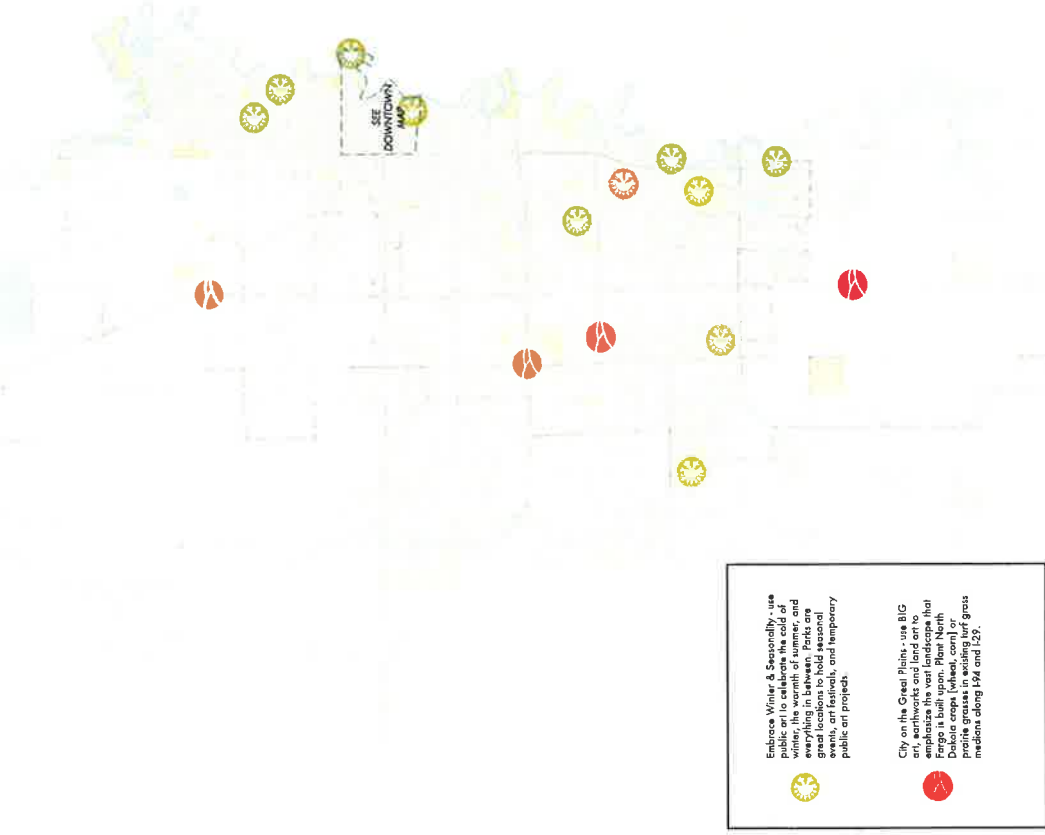 SEE
DOWNTOWN
MAP
Embrace Winter & Seasonality - use
public art to celebrate the cold of
winter, the warmth of summer, and
everything in between. Parks are
great locations to hold seasonal
events, art festivals, and temporary
public art projects.
City on the Great Plains - use BIG
art, earthworks and land art to
emphasize the vast landscape that
Fargo is built upon. Plant North
Dakota crops (wheat, corn) or
prairie grasses in existing turf grass
medians along I-94 and I-29.